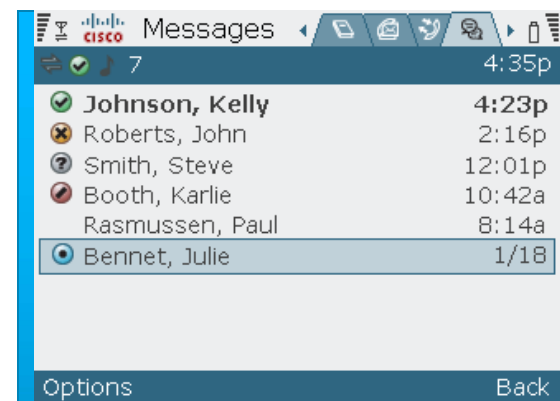 cisco Messages
7 4:35p
Johnson, Kelly 4:23p
Roberts, John 2:16p
Smith, Steve 12:01p
Booth, Karlie 10:42a
Rasmussen, Paul 8:14a
Bennet, Julie 1/18
Options Back